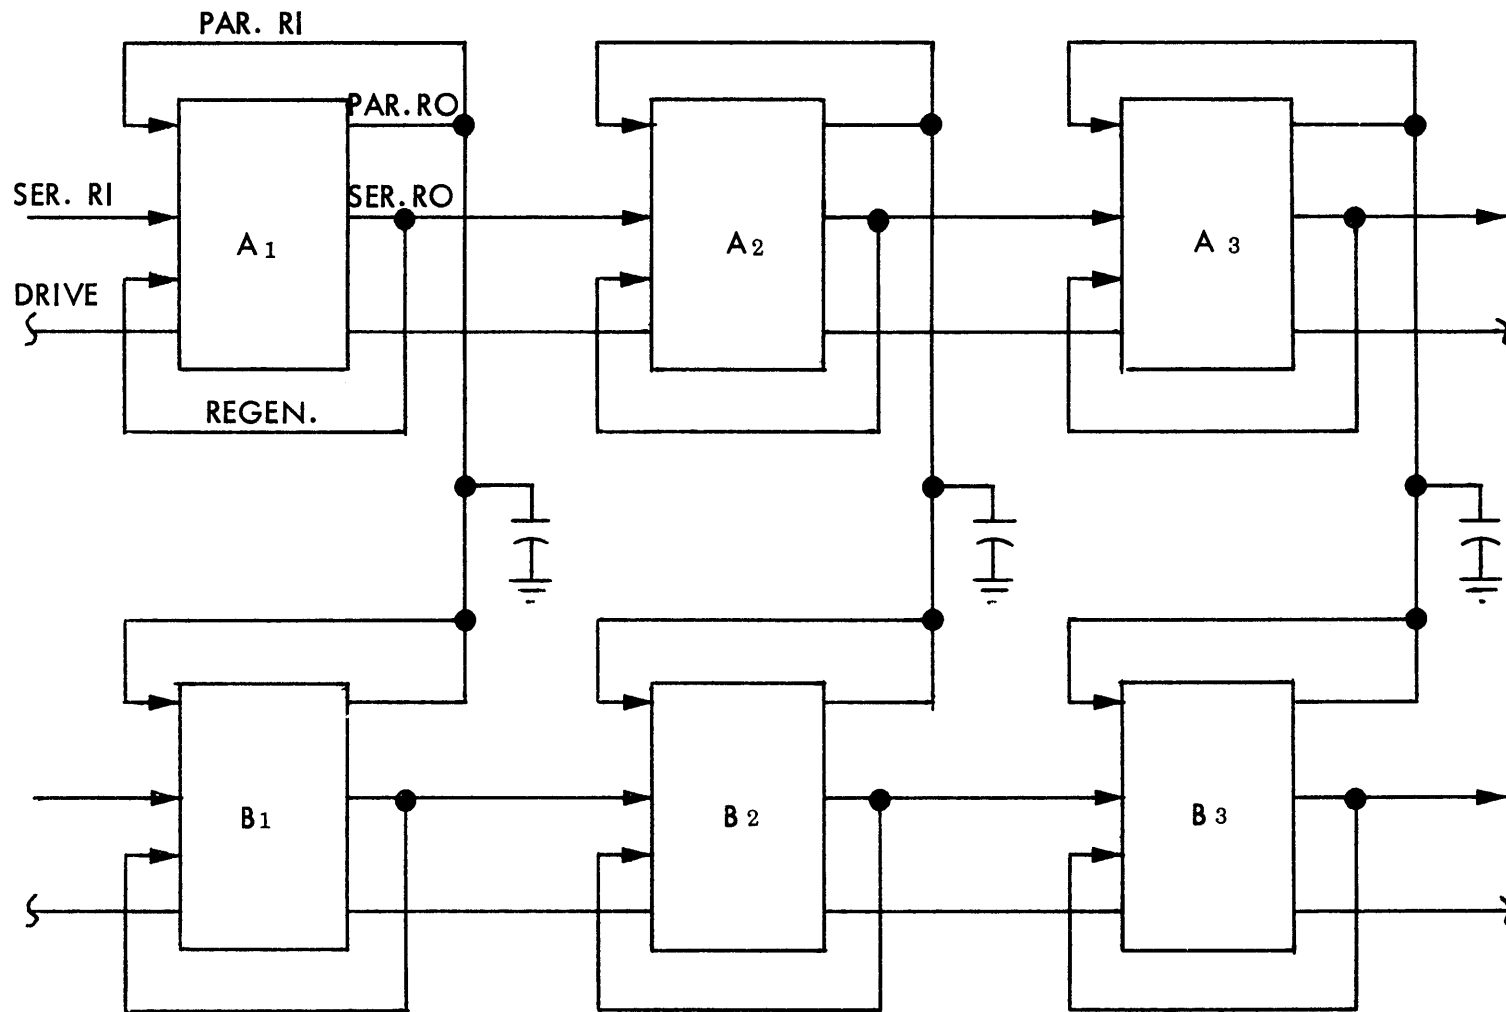 PAR. RI
PAR. RO
SER. RI
SER. RO
A1
A2
A3
DRIVE
REGEN.
B1
B2
B3